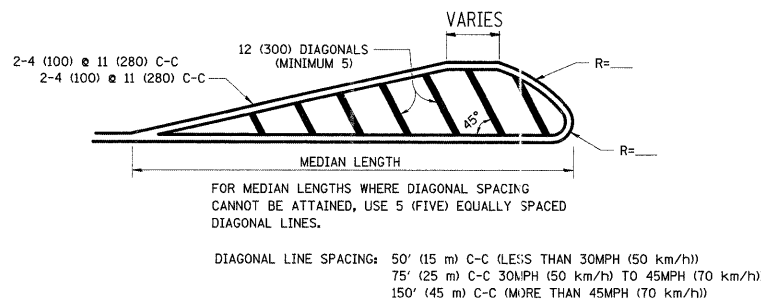 VARIES
2-4 (100) @ 11 (280) C-C
2-4 (100) @ 11 (280) C-C
12 (300) DIAGONALS
(MINIMUM 5)
R=__
45°
R=__
MEDIAN LENGTH
FOR MEDIAN LENGTHS WHERE DIAGONAL SPACING
CANNOT BE ATTAINED, USE 5 (FIVE) EQUALLY SPACED
DIAGONAL LINES.
DIAGONAL LINE SPACING: 50' (15 m) C-C (LESS THAN 30MPH (50 km/h))
75' (25 m) C-C 30MPH (50 km/h) TO 45MPH (70 km/h)
150' (45 m) C-C (MORE THAN 45MPH (70 km/h))